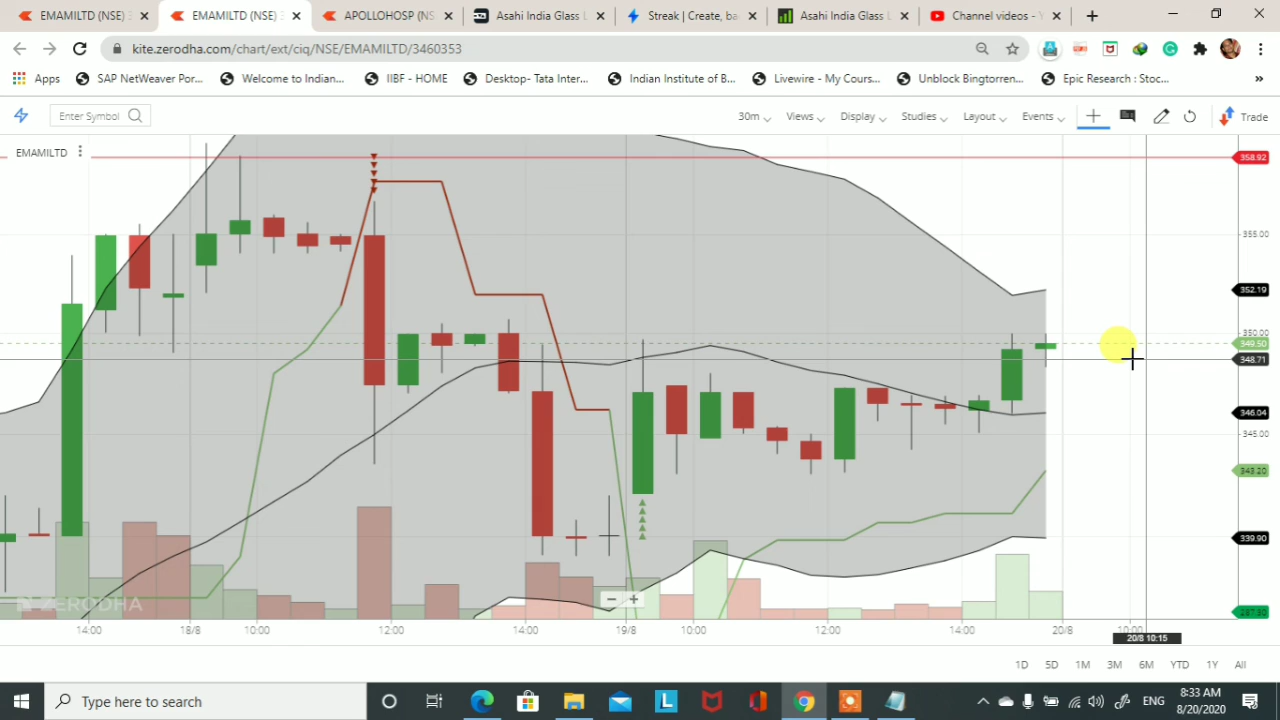 EMAMILTD (NSE) 3
EMAMILTD (NSE) 3
APOLLOHOSP (NS
Asahi India Glass L
Streak | Create, ba
Asahi India Glass L
Channel videos - Y
kite.zerodha.com/chart/ext/ciq/NSE/EMAMILTD/3460353
Apps
SAP NetWeaver Por...
Welcome to Indian...
IIBF - HOME
Desktop- Tata Inter...
Indian Institute of B...
Livewire - My Cours...
Unblock Bingtorren...
Epic Research : Stoc...
»
Enter Symbol
30m
Views
Display
Studies
Layout
Events
Trade
EMAMILTD
358.92
355.00
352.19
350.00
349.50
348.71
346.04
345.00
343.20
339.90
ZERODHA
287.30
14:00
18/8
10:00
12:00
14:00
19/8
10:00
12:00
14:00
20/8
10:00
20/8 10:15
1D
5D
1M
3M
6M
YTD
1Y
All
Type here to search
ENG
8:33 AM
8/20/2020